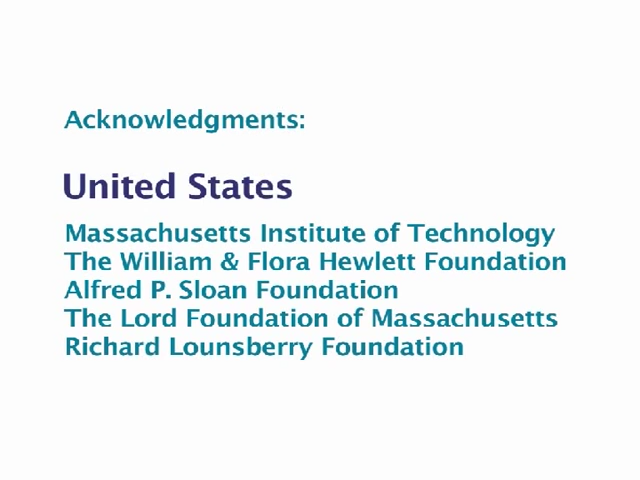 Acknowledgments:
United States
Massachusetts Institute of Technology
The William & Flora Hewlett Foundation
Alfred P. Sloan Foundation
The Lord Foundation of Massachusetts
Richard Lounsberry Foundation